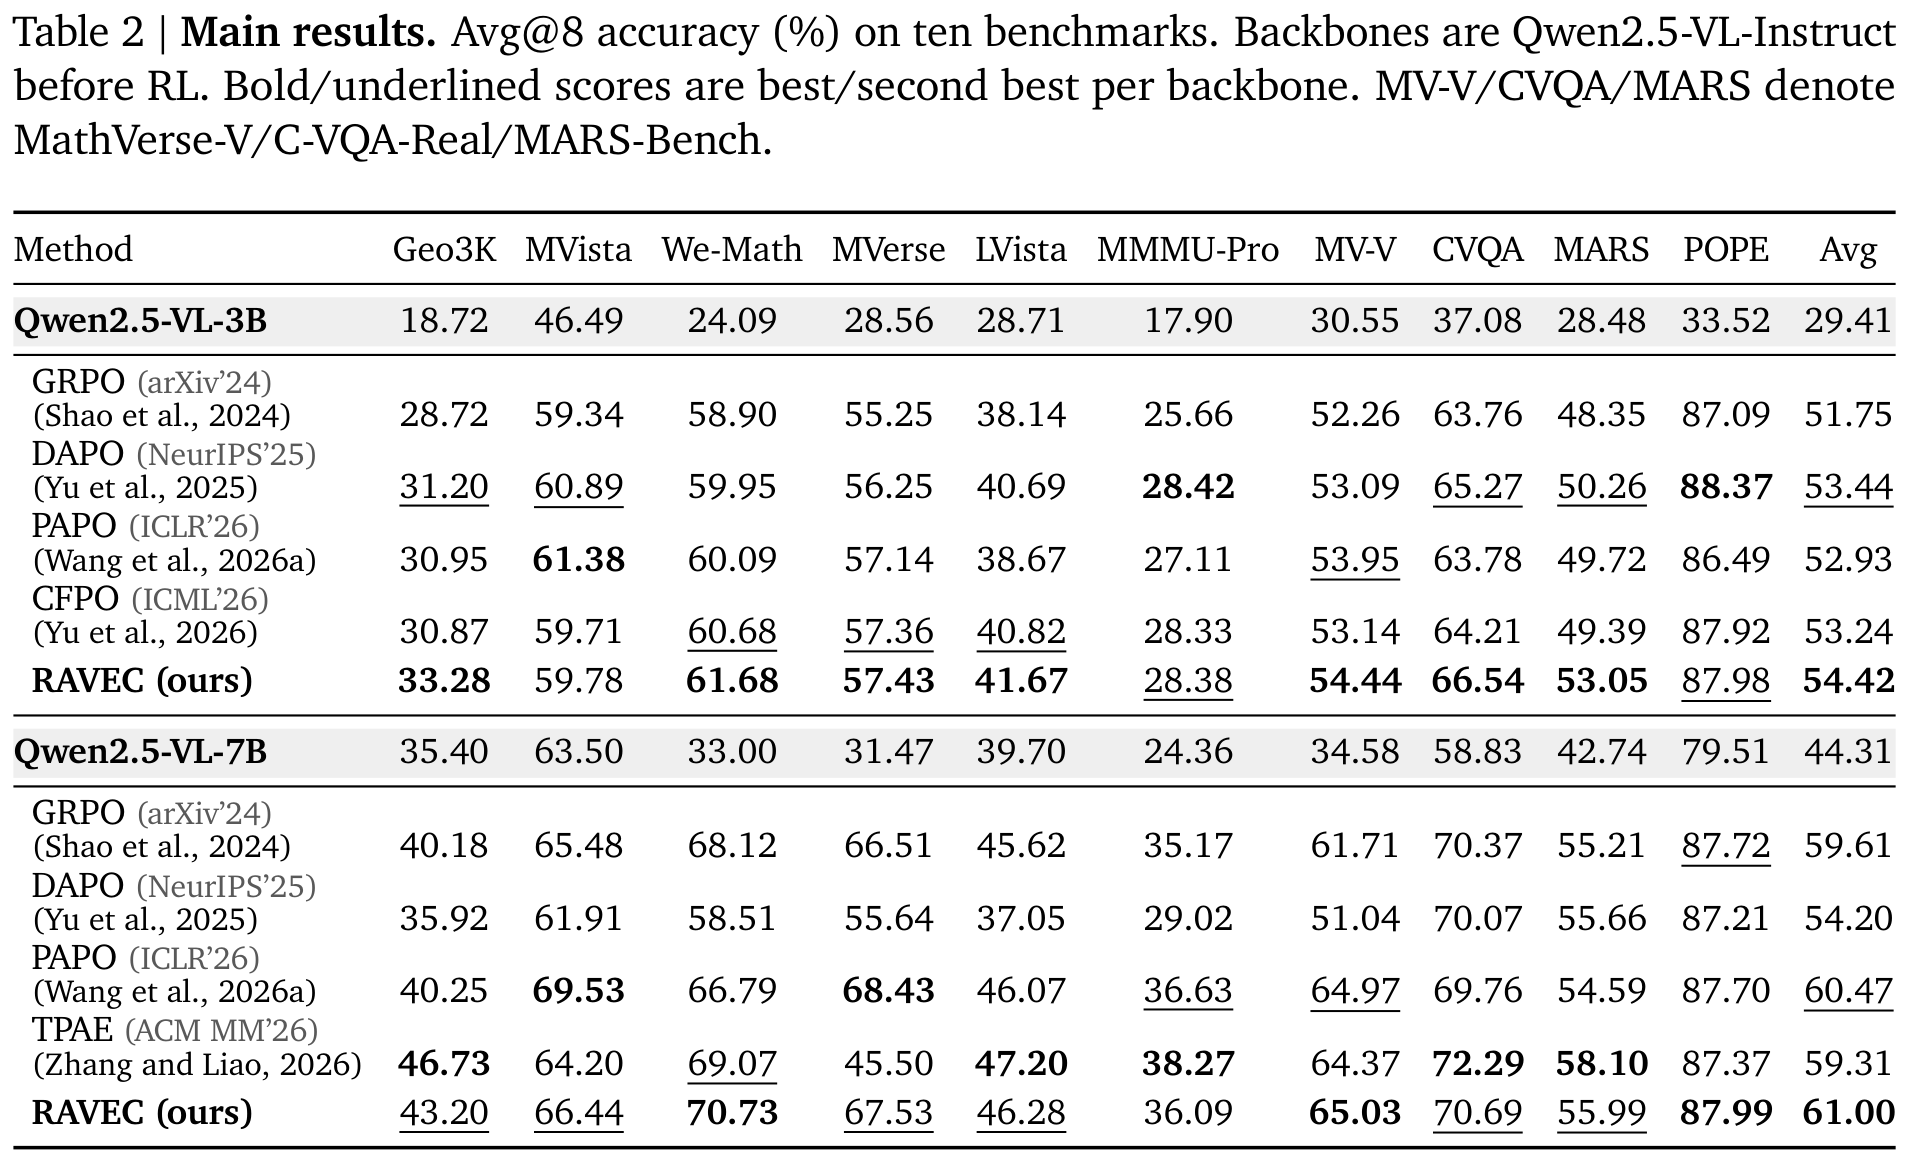 Table 2 | Main results. Avg@8 accuracy (%) on ten benchmarks. Backbones are Qwen2.5-VL-Instruct
before RL. Bold/underlined scores are best/second best per backbone. MV-V/CVQA/MARS denote
MathVerse-V/C-VQA-Real/MARS-Bench.
Method Geo3K MVista We-Math MVerse LVista MMMU-Pro MV-V CVQA MARS POPE Avg
Qwen2.5-VL-3B 18.72 46.49 24.09 28.56 28.71 17.90 30.55 37.08 28.48 33.52 29.41
GRPO (arXiv’24)
(Shao et al., 2024) 28.72 59.34 58.90 55.25 38.14 25.66 52.26 63.76 48.35 87.09 51.75
DAPO (NeurIPS’25)
(Yu et al., 2025) 31.20 60.89 59.95 56.25 40.69 28.42 53.09 65.27 50.26 88.37 53.44
PAPO (ICLR’26)
(Wang et al., 2026a) 30.95 61.38 60.09 57.14 38.67 27.11 53.95 63.78 49.72 86.49 52.93
CFPO (ICML’26)
(Yu et al., 2026) 30.87 59.71 60.68 57.36 40.82 28.33 53.14 64.21 49.39 87.92 53.24
RAVEC (ours) 33.28 59.78 61.68 57.43 41.67 28.38 54.44 66.54 53.05 87.98 54.42
Qwen2.5-VL-7B 35.40 63.50 33.00 31.47 39.70 24.36 34.58 58.83 42.74 79.51 44.31
GRPO (arXiv’24)
(Shao et al., 2024) 40.18 65.48 68.12 66.51 45.62 35.17 61.71 70.37 55.21 87.72 59.61
DAPO (NeurIPS’25)
(Yu et al., 2025) 35.92 61.91 58.51 55.64 37.05 29.02 51.04 70.07 55.66 87.21 54.20
PAPO (ICLR’26)
(Wang et al., 2026a) 40.25 69.53 66.79 68.43 46.07 36.63 64.97 69.76 54.59 87.70 60.47
TPAE (ACM MM’26)
(Zhang and Liao, 2026) 46.73 64.20 69.07 45.50 47.20 38.27 64.37 72.29 58.10 87.37 59.31
RAVEC (ours) 43.20 66.44 70.73 67.53 46.28 36.09 65.03 70.69 55.99 87.99 61.00